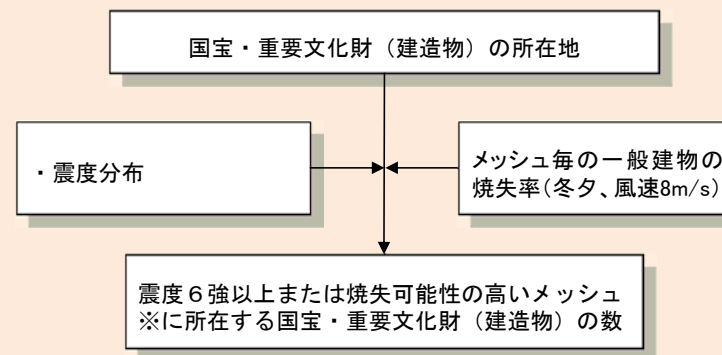 国宝・重要文化財（建造物）の所在地
・震度分布
メッシュ毎の一般建物の
焼失率（冬夕、風速8m/s）
震度６強以上または焼失可能性の高いメッシュ
※に所在する国宝・重要文化財（建造物）の数